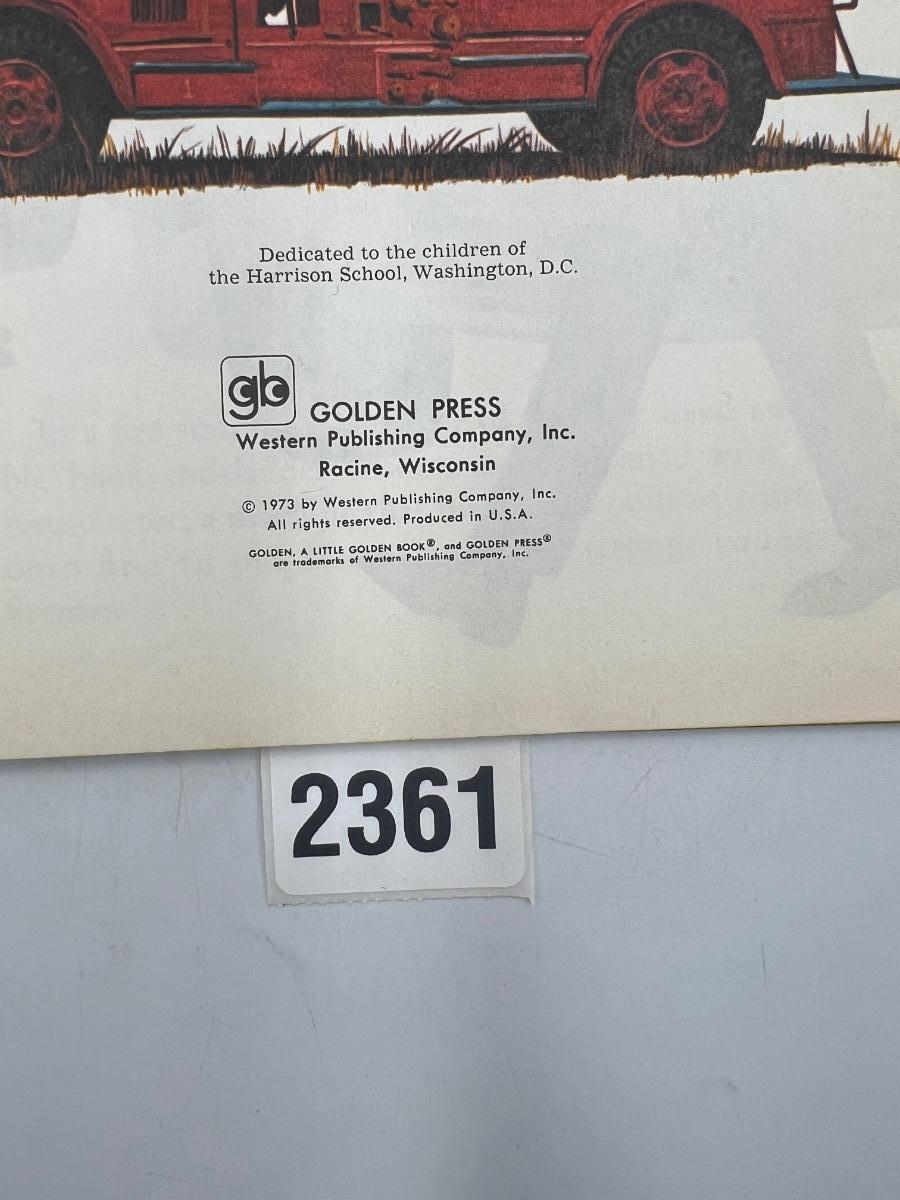 Dedicated to the children of
the Harrison School, Washington, D.C.
gb
GOLDEN PRESS
Western Publishing Company, Inc.
Racine, Wisconsin
© 1973 by Western Publishing Company, Inc.
All rights reserved. Produced in U.S.A.
GOLDEN, A LITTLE GOLDEN BOOK®, and GOLDEN PRESS®
are trademarks of Western Publishing Company, Inc.
2361